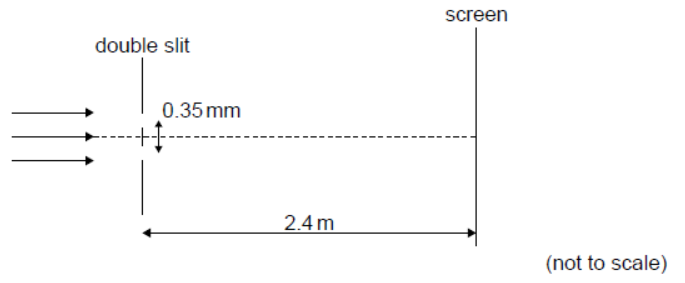 screen
double slit
0.35 mm
2.4 m
(not to scale)